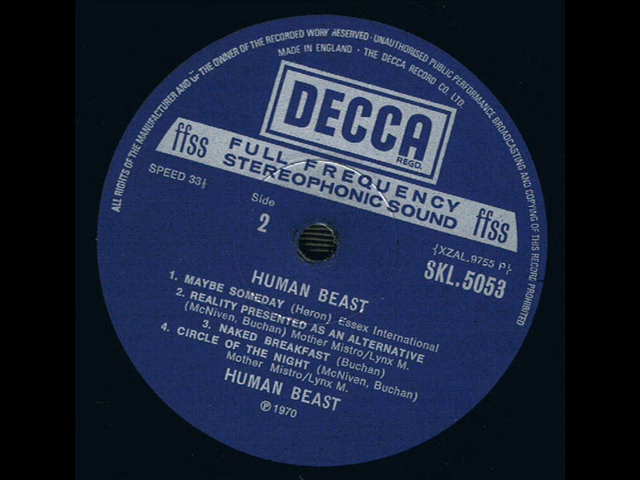 ALL RIGHTS OF THE MANUFACTURER AND OF THE OWNER OF THE RECORDED WORK RESERVED · UNAUTHORISED PUBLIC PERFORMANCE BROADCASTING AND COPYING OF THIS RECORD PROHIBITED
MADE IN ENGLAND · THE DECCA RECORD CO. LTD.
DECCA
REGD.
ffss FULL FREQUENCY ffss
STEREOPHONIC SOUND
SPEED 33⅓
Side
2
(XZAL.9755 P)
SKL.5053
HUMAN BEAST
1. MAYBE SOMEDAY (Heron) Essex International
2. REALITY PRESENTED AS AN ALTERNATIVE
(McNiven, Buchan) Mother Mistro/Lynx M.
3. NAKED BREAKFAST (Buchan)
4. CIRCLE OF THE NIGHT (McNiven, Buchan)
Mother Mistro/Lynx M.
HUMAN BEAST
℗ 1970